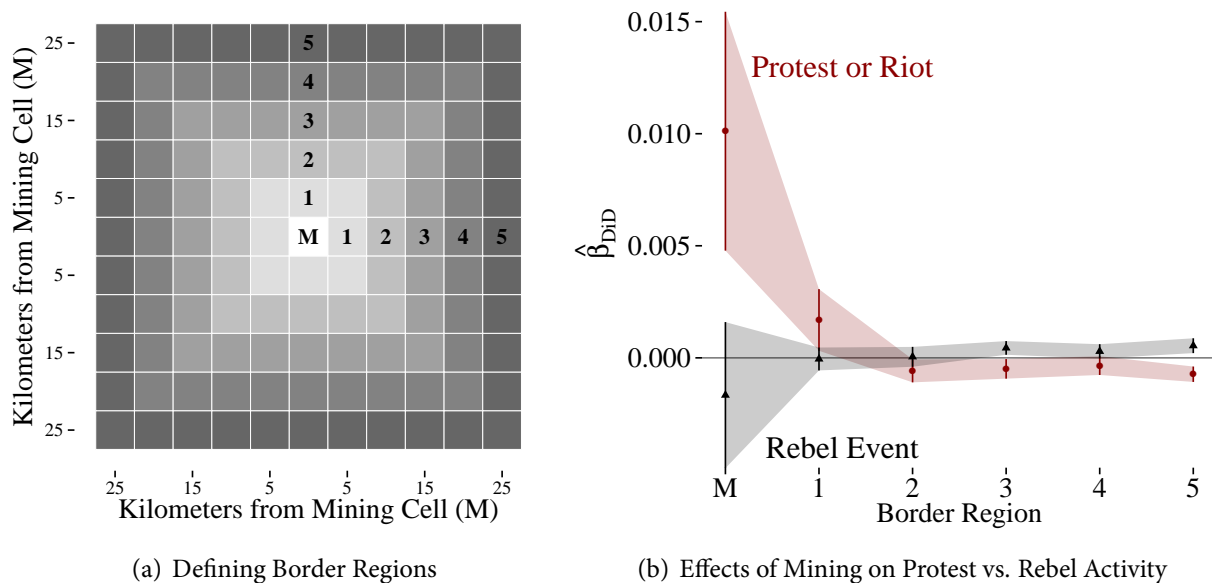 Kilometers from Mining Cell (M)
25
15
5
5
15
25
5
4
3
2
1
M 1 2 3 4 5
25 15 5 5 15 25
Kilometers from Mining Cell (M)
(a) Defining Border Regions
β̂DiD
0.015
0.010
0.005
0.000
Protest or Riot
Rebel Event
M 1 2 3 4 5
Border Region
(b) Effects of Mining on Protest vs. Rebel Activity